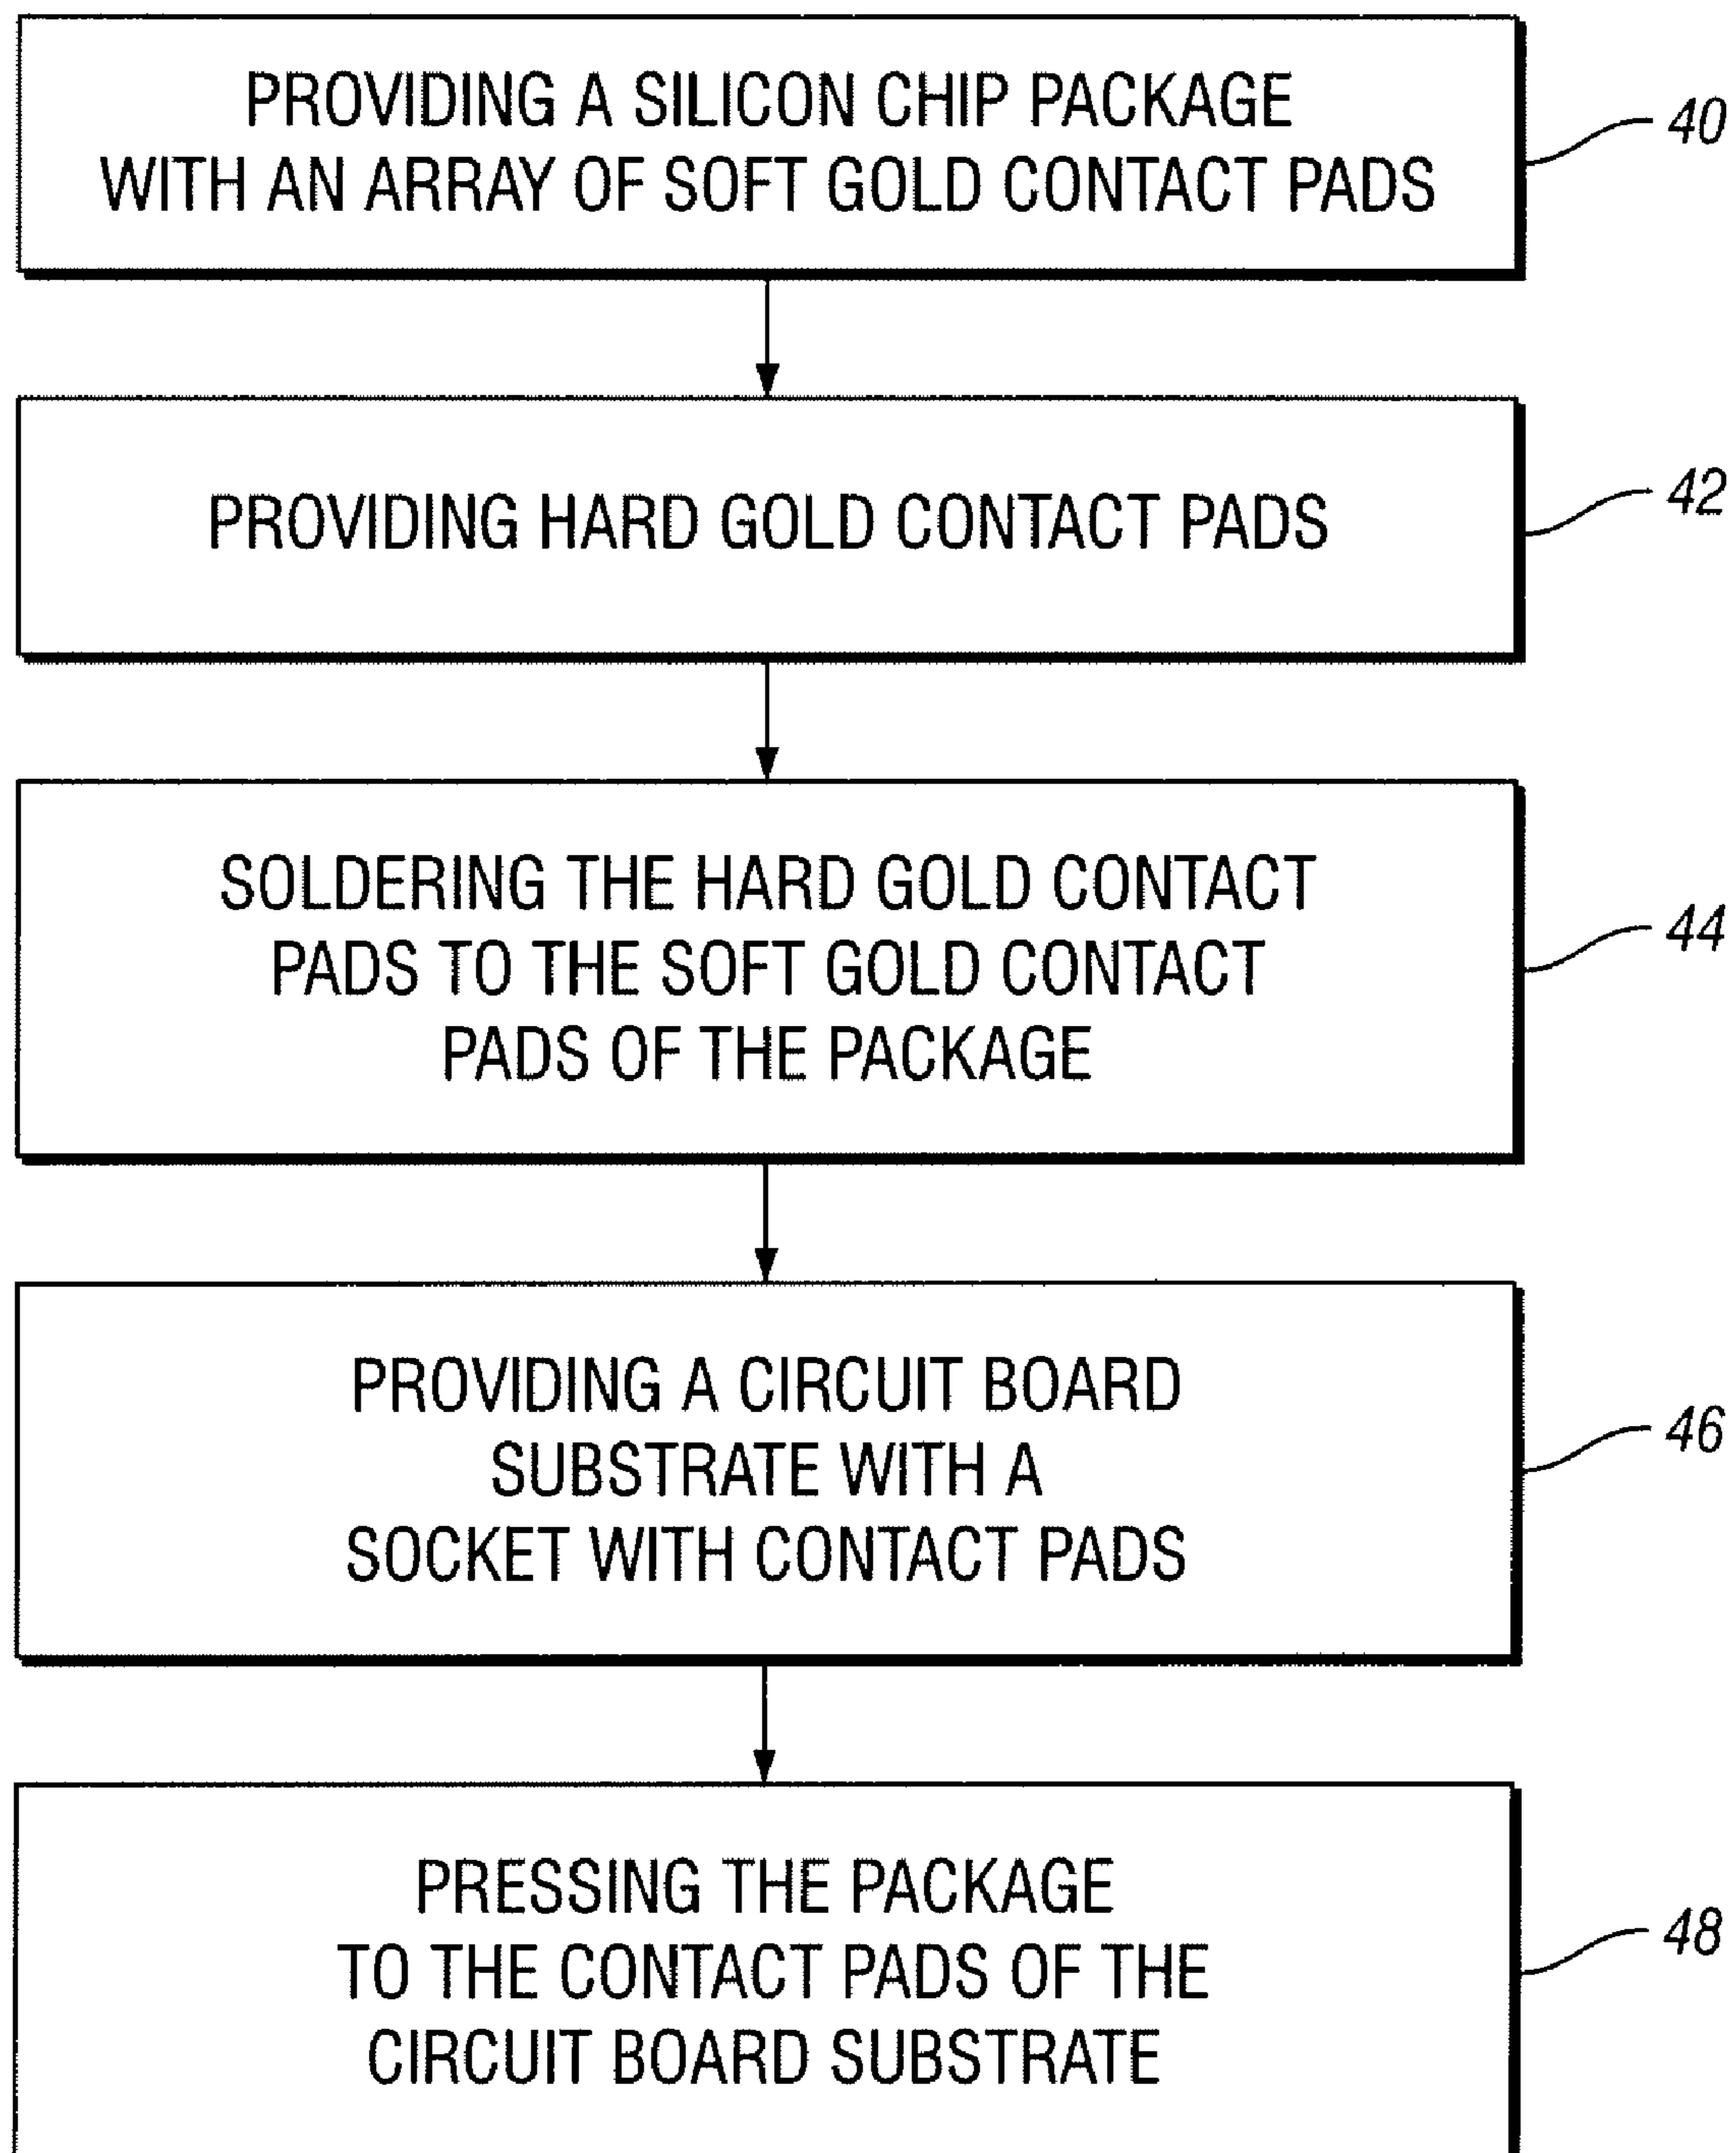 PROVIDING A SILICON CHIP PACKAGE
WITH AN ARRAY OF SOFT GOLD CONTACT PADS
40
PROVIDING HARD GOLD CONTACT PADS
42
SOLDERING THE HARD GOLD CONTACT
PADS TO THE SOFT GOLD CONTACT
PADS OF THE PACKAGE
44
PROVIDING A CIRCUIT BOARD
SUBSTRATE WITH A
SOCKET WITH CONTACT PADS
46
PRESSING THE PACKAGE
TO THE CONTACT PADS OF THE
CIRCUIT BOARD SUBSTRATE
48